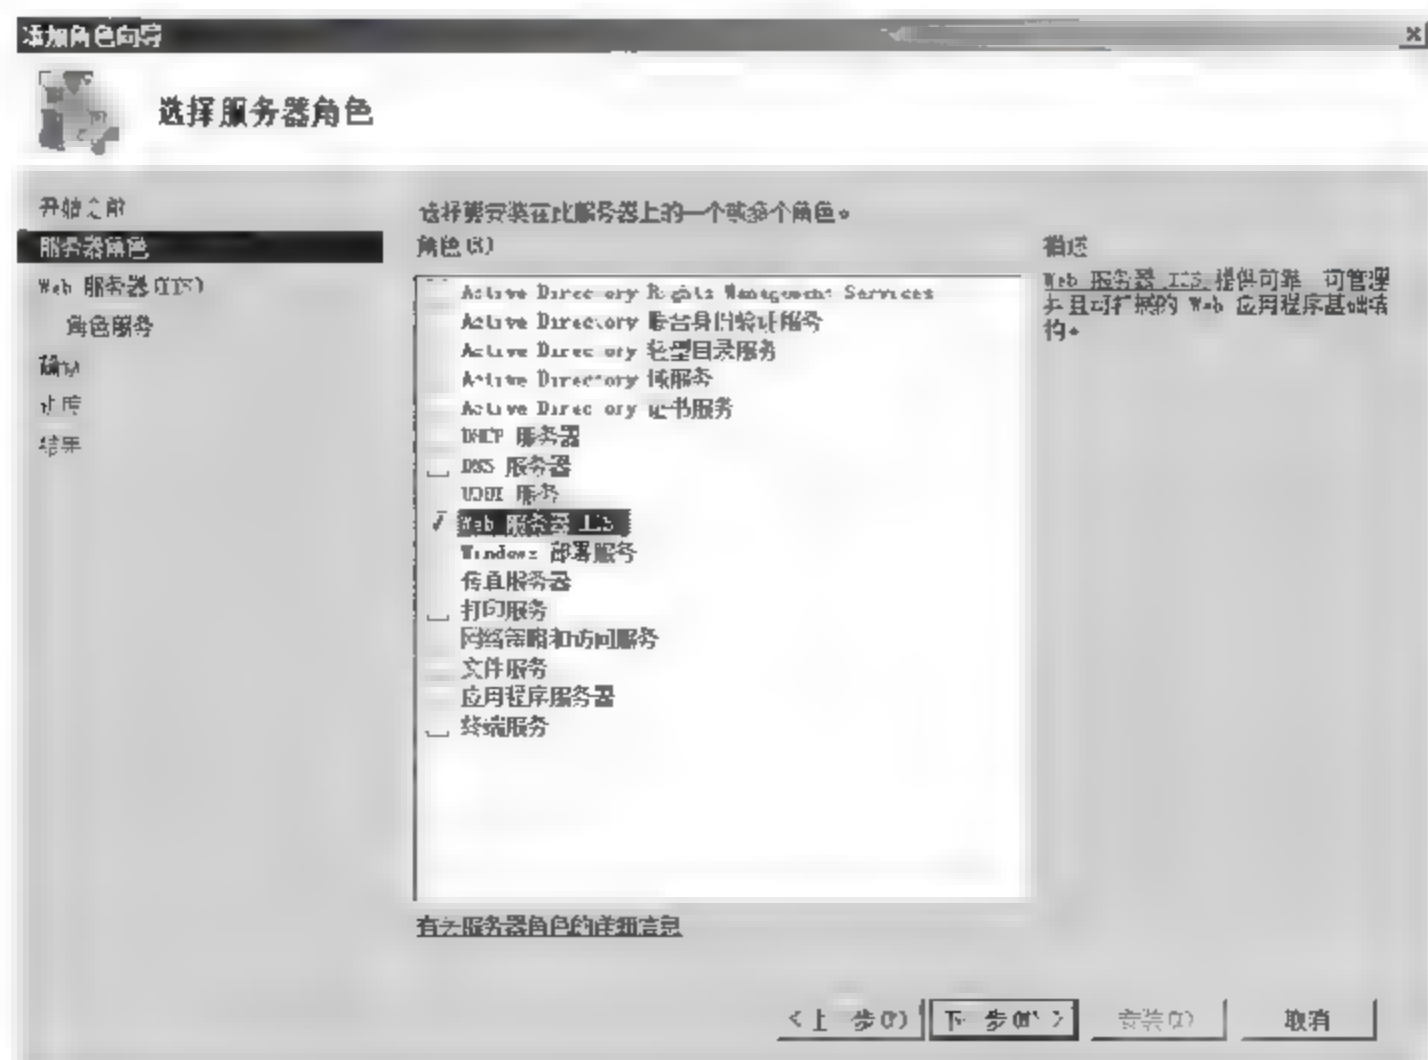 添加角色向导
选择服务器角色
开始之前
服务器角色
Web 服务器(IIS)
角色服务
确认
进度
结果
选择要安装在此服务器上的一个或多个角色。
角色(R)
Active Directory Rights Management Services
Active Directory 联合身份验证服务
Active Directory 轻型目录服务
Active Directory 域服务
Active Directory 证书服务
DHCP 服务器
DNS 服务器
UDDI 服务
Web 服务器 IIS
Windows 部署服务
传真服务器
打印服务
网络策略和访问服务
文件服务
应用程序服务器
终端服务
有关服务器角色的详细信息
描述
Web 服务器 IIS 提供可靠 可管理
并且可扩展的 Web 应用程序基础结
构。
<上一步(P) 下一步(N) > 安装(I) 取消